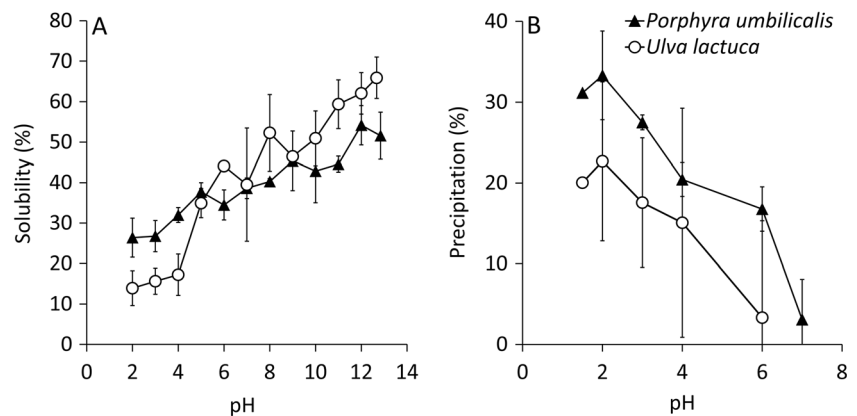 A
Solubility (%)
80
70
60
50
40
30
20
10
0
0 2 4 6 8 10 12 14
pH
B
Porphyra umbilicalis
Ulva lactuca
Precipitation (%)
40
30
20
10
0
0 2 4 6 8
pH